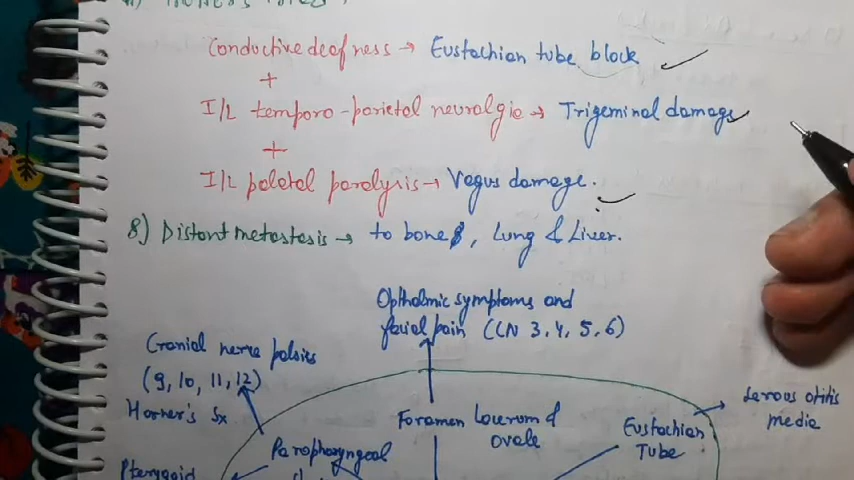 Conductive deafness → Eustachian tube block
+
I/L temporo-parietal neuralgia → Trigeminal damage
+
I/L palatal paralysis → Vagus damage.
8) Distant metastasis → to bone, Lung & Liver.
Opthalmic symptoms and
facial pain (CN 3,4,5,6)
Cranial nerve palsies
(9, 10, 11, 12)
Horner's Sx
Foramen Lacerum &
ovale
Eustachian
Tube
Serous otitis
media
Parapharyngeal
Pterygoid